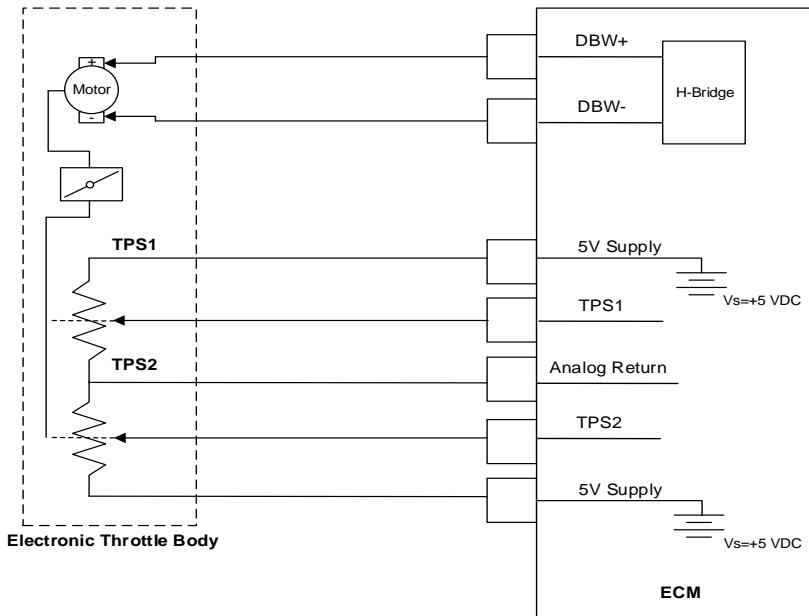 DBW+
+
Motor
H-Bridge
-
DBW-
TPS1
5V Supply
Vs=+5 VDC
TPS1
TPS2
Analog Return
TPS2
5V Supply
Electronic Throttle Body
Vs=+5 VDC
ECM